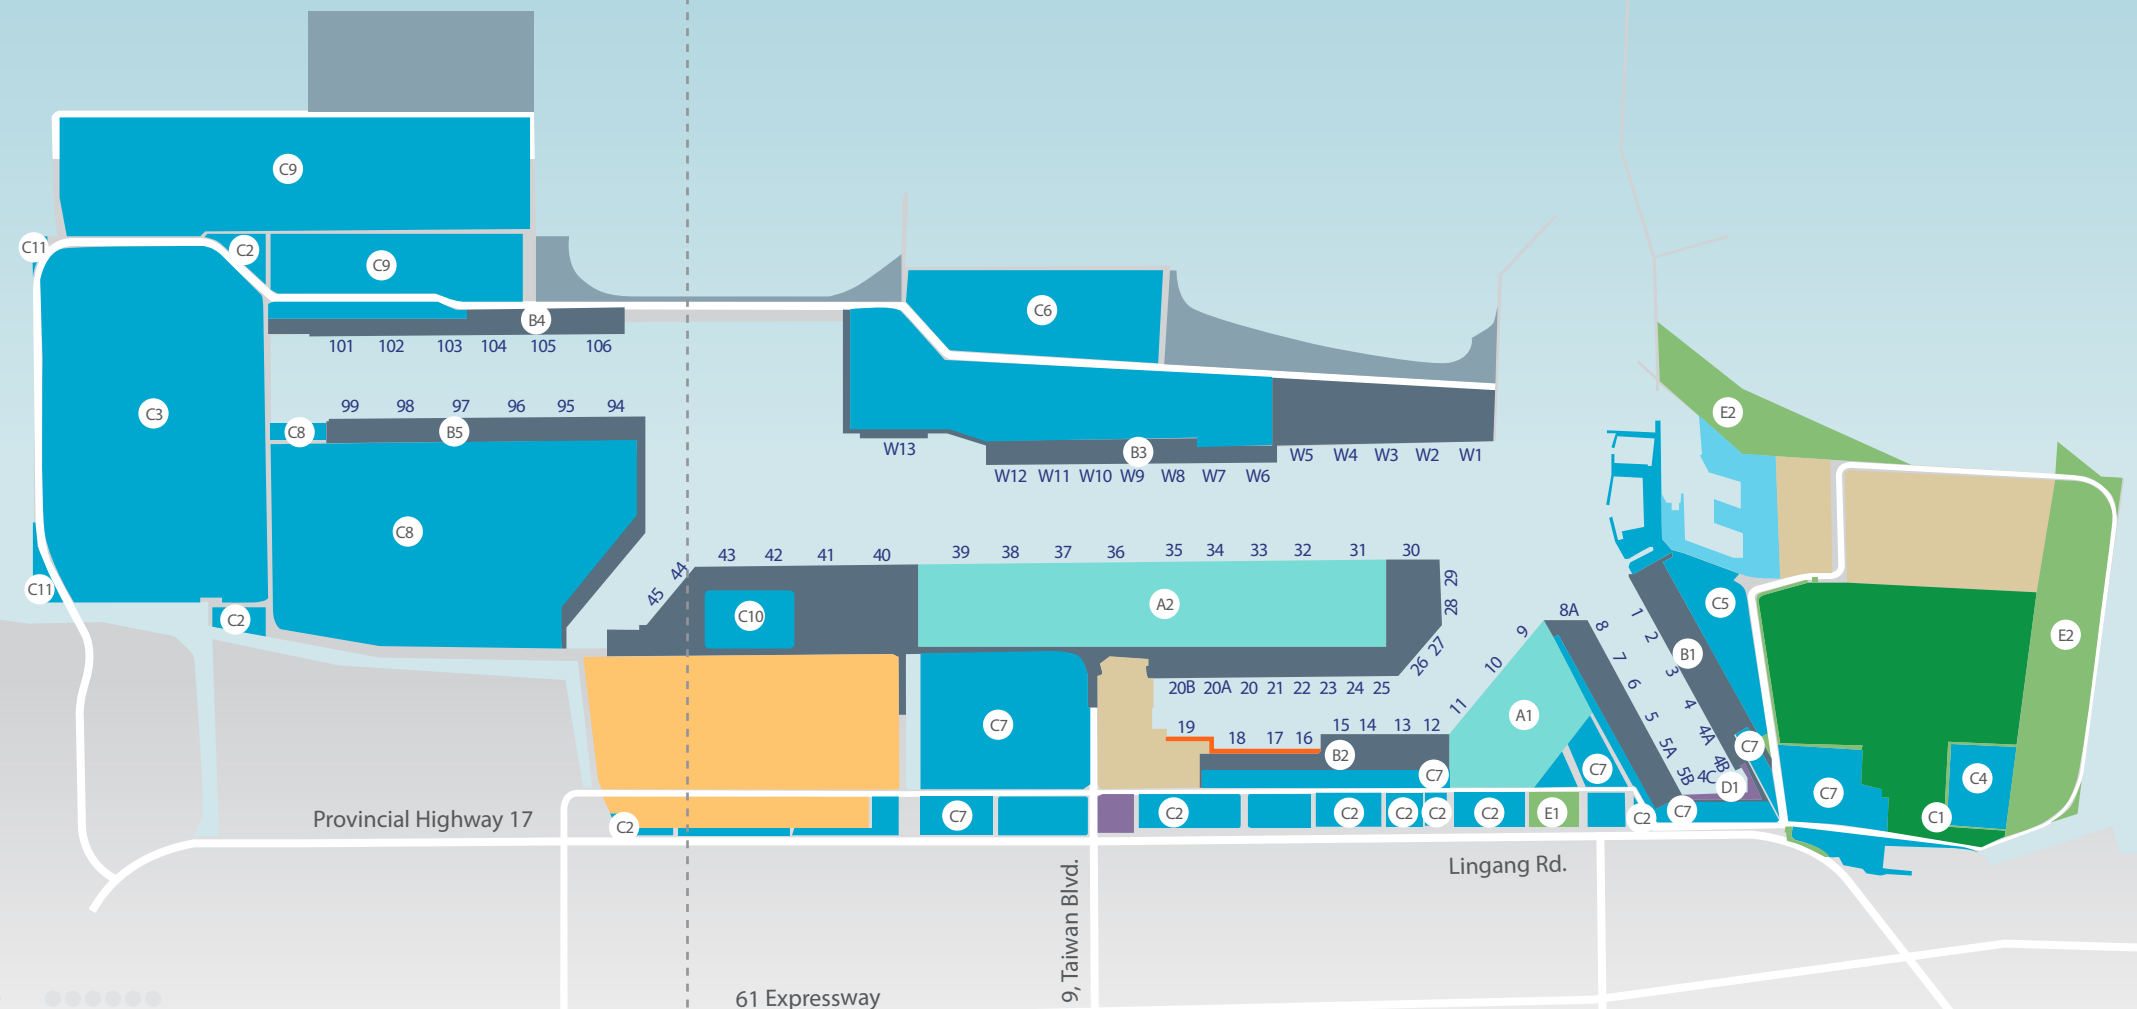 C9
C11
C2
C9
C6
B4
101 102 103 104 105 106
99 98 97 96 95 94
C3
C8
B5
E2
W13
B3
W5 W4 W3 W2 W1
W12 W11 W10 W9 W8 W7 W6
C8
C11
C2
43 42 41 40 39 38 37 36 35 34 33 32 31 30
44
45
29
28
27
26
C10
A2
C5
8A
8
9
10
11
7
6
5
5A
5B
1
2
B1
3
4
4A
4B
4C
E2
20B 20A 20 21 22 23 24 25
A1
C7
19
18 17 16
15 14 13 12
B2
C7
C7
C7
D1
C7
C4
C2
C7
C2
C2
C2
C2
C2
E1
C2
C7
C1
Provincial Highway 17
Lingang Rd.
9, Taiwan Blvd.
61 Expressway